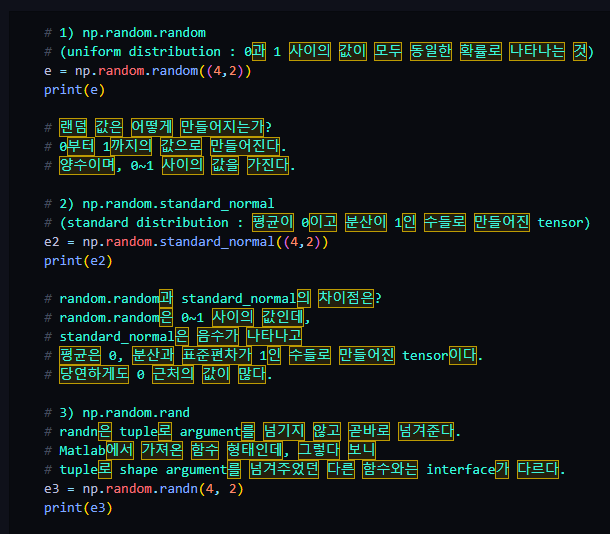 # 1) np.random.random
# (uniform distribution : 0과 1 사이의 값이 모두 동일한 확률로 나타나는 것)
e = np.random.random((4,2))
print(e)
# 랜덤 값은 어떻게 만들어지는가?
# 0부터 1까지의 값으로 만들어진다.
# 양수이며, 0~1 사이의 값을 가진다.
# 2) np.random.standard_normal
# (standard distribution : 평균이 0이고 분산이 1인 수들로 만들어진 tensor)
e2 = np.random.standard_normal((4,2))
print(e2)
# random.random과 standard_normal의 차이점은?
# random.random은 0~1 사이의 값인데,
# standard_normal은 음수가 나타나고
# 평균은 0, 분산과 표준편차가 1인 수들로 만들어진 tensor이다.
# 당연하게도 0 근처의 값이 많다.
# 3) np.random.rand
# randn은 tuple로 argument를 넘기지 않고 곧바로 넘겨준다.
# Matlab에서 가져온 함수 형태인데, 그렇다 보니
# tuple로 shape argument를 넘겨주었던 다른 함수와는 interface가 다르다.
e3 = np.random.randn(4, 2)
print(e3)